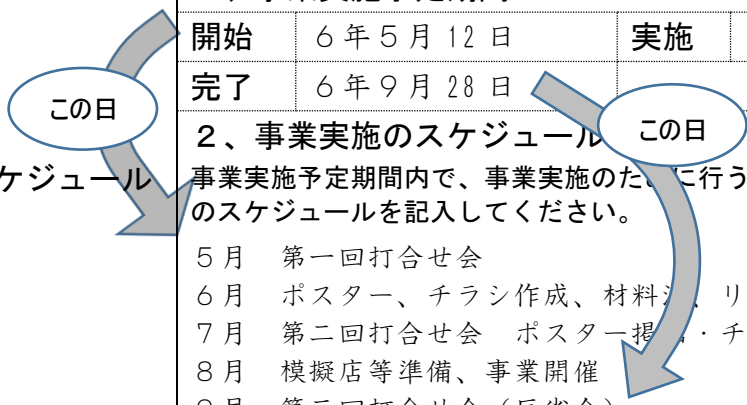 開始 6年5月12日 実施
完了 6年9月28日
この日
この日
2、事業実施のスケジュール
ケジュール
事業実施予定期間内で、事業実施のために行う
のスケジュールを記入してください。
5月 第一回打合せ会
6月 ポスター、チラシ作成、材料 リ
7月 第二回打合せ会 ポスター掲 ・チ
8月 模擬店等準備、事業開催